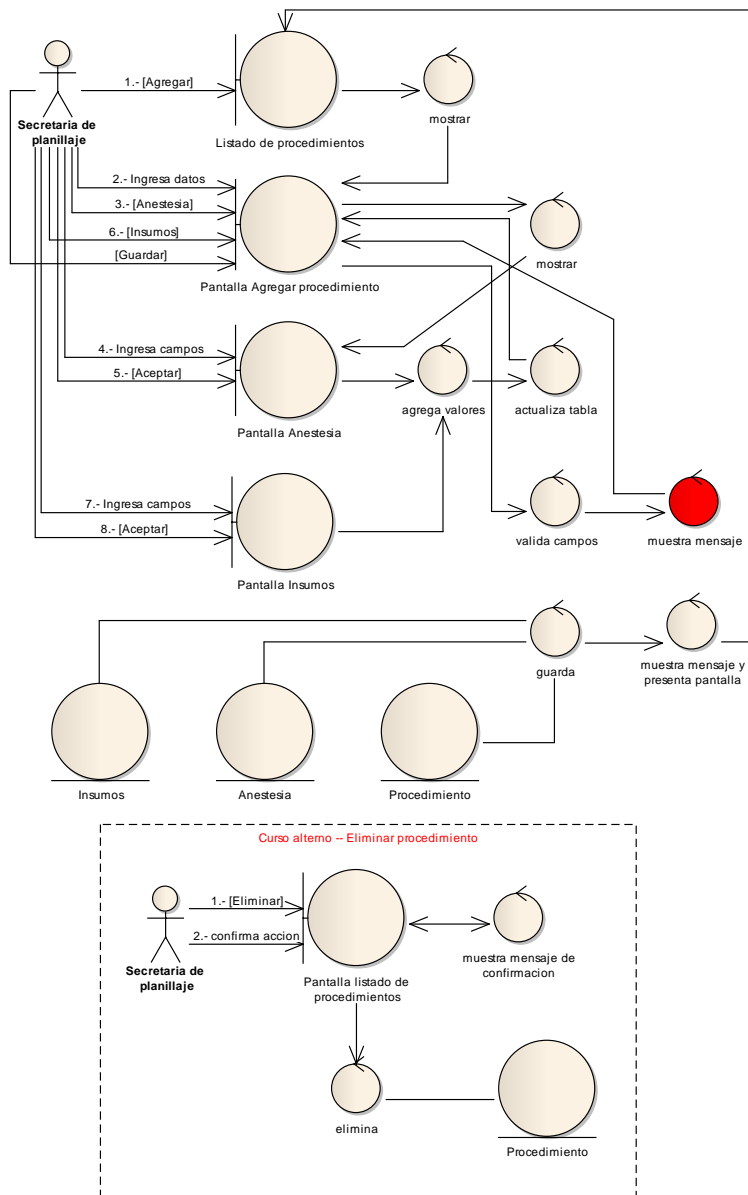 1.- [Agregar]
mostrar
Secretaria de
planillaje
Listado de procedimientos
2.- Ingresa datos
3.- [Anestesia]
6.- [Insumos]
[Guardar]
mostrar
Pantalla Agregar procedimiento
4.- Ingresa campos
5.- [Aceptar]
agrega valores
actualiza tabla
Pantalla Anestesia
7.- Ingresa campos
8.- [Aceptar]
valida campos
muestra mensaje
Pantalla Insumos
guarda
muestra mensaje y
presenta pantalla
Insumos
Anestesia
Procedimiento
Curso alterno -- Eliminar procedimiento
1.- [Eliminar]
2.- confirma accion
Secretaria de
planillaje
Pantalla listado de
procedimientos
muestra mensaje de
confirmacion
elimina
Procedimiento